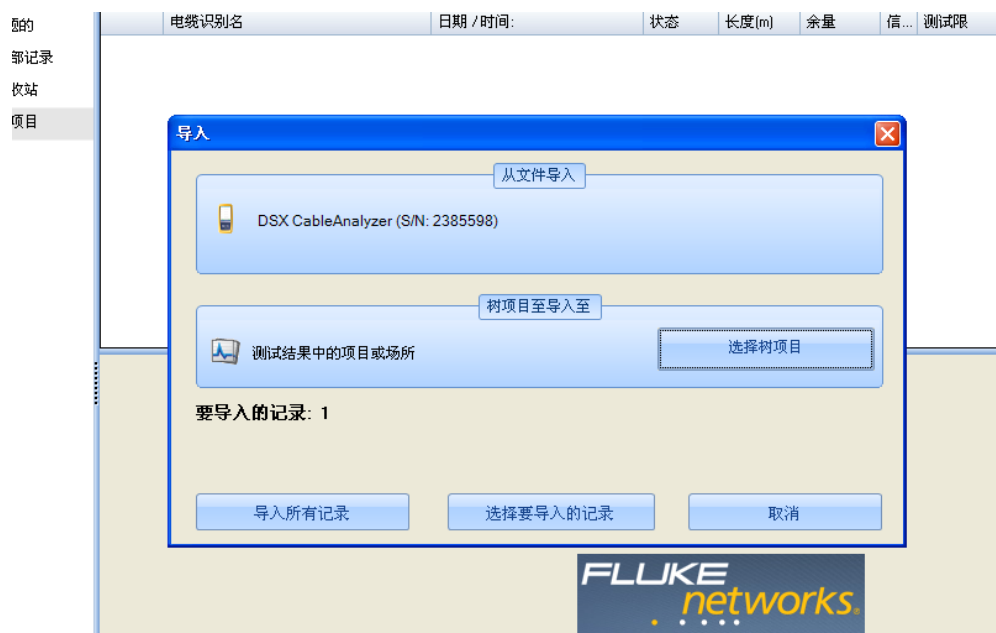 电缆识别名 日期 /时间: 状态 长度(m) 余量 信... 测试限
部记录
收站
项目
导入
从文件导入
DSX CableAnalyzer (S/N: 2385598)
树项目至导入至
测试结果中的项目或场所 选择树项目
要导入的记录: 1
导入所有记录 选择要导入的记录 取消
FLUKE
networks.